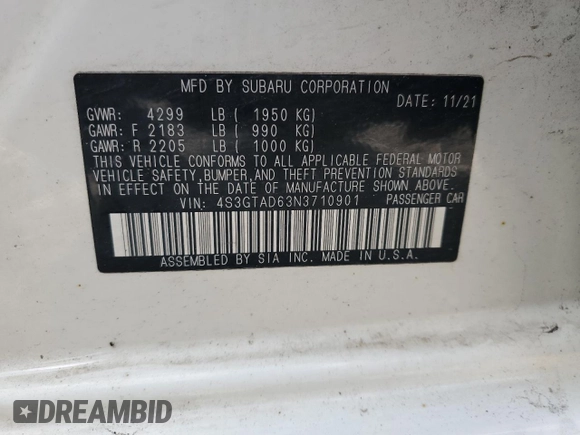 MFD BY SUBARU CORPORATION
DATE: 11/21
GVWR: 4299 LB ( 1950 KG)
GAWR: F 2183 LB ( 990 KG)
GAWR: R 2205 LB ( 1000 KG)
THIS VEHICLE CONFORMS TO ALL APPLICABLE FEDERAL MOTOR
VEHICLE SAFETY, BUMPER, AND THEFT PREVENTION STANDARDS
IN EFFECT ON THE DATE OF MANUFACTURE SHOWN ABOVE.
VIN: 4S3GTAD63N3710901 PASSENGER CAR
ASSEMBLED BY SIA INC. MADE IN U.S.A.
DREAMBID